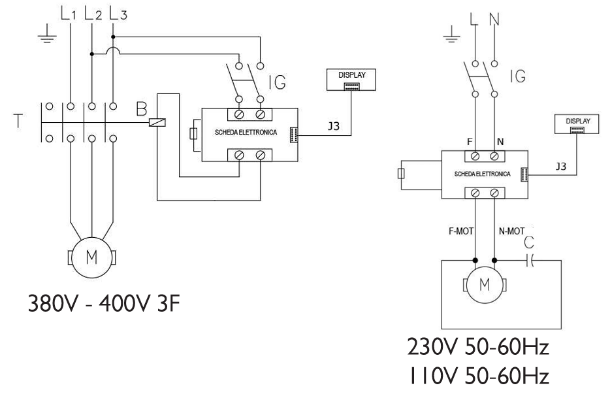 L1 L2 L3
IG
DISPLAY
T
B
SCHEDA ELETTRONICA
J3
M
380V - 400V 3F
L N
IG
DISPLAY
F N
J3
SCHEDA ELETTRONICA
F-MOT N-MOT
C
M
230V 50-60Hz
110V 50-60Hz